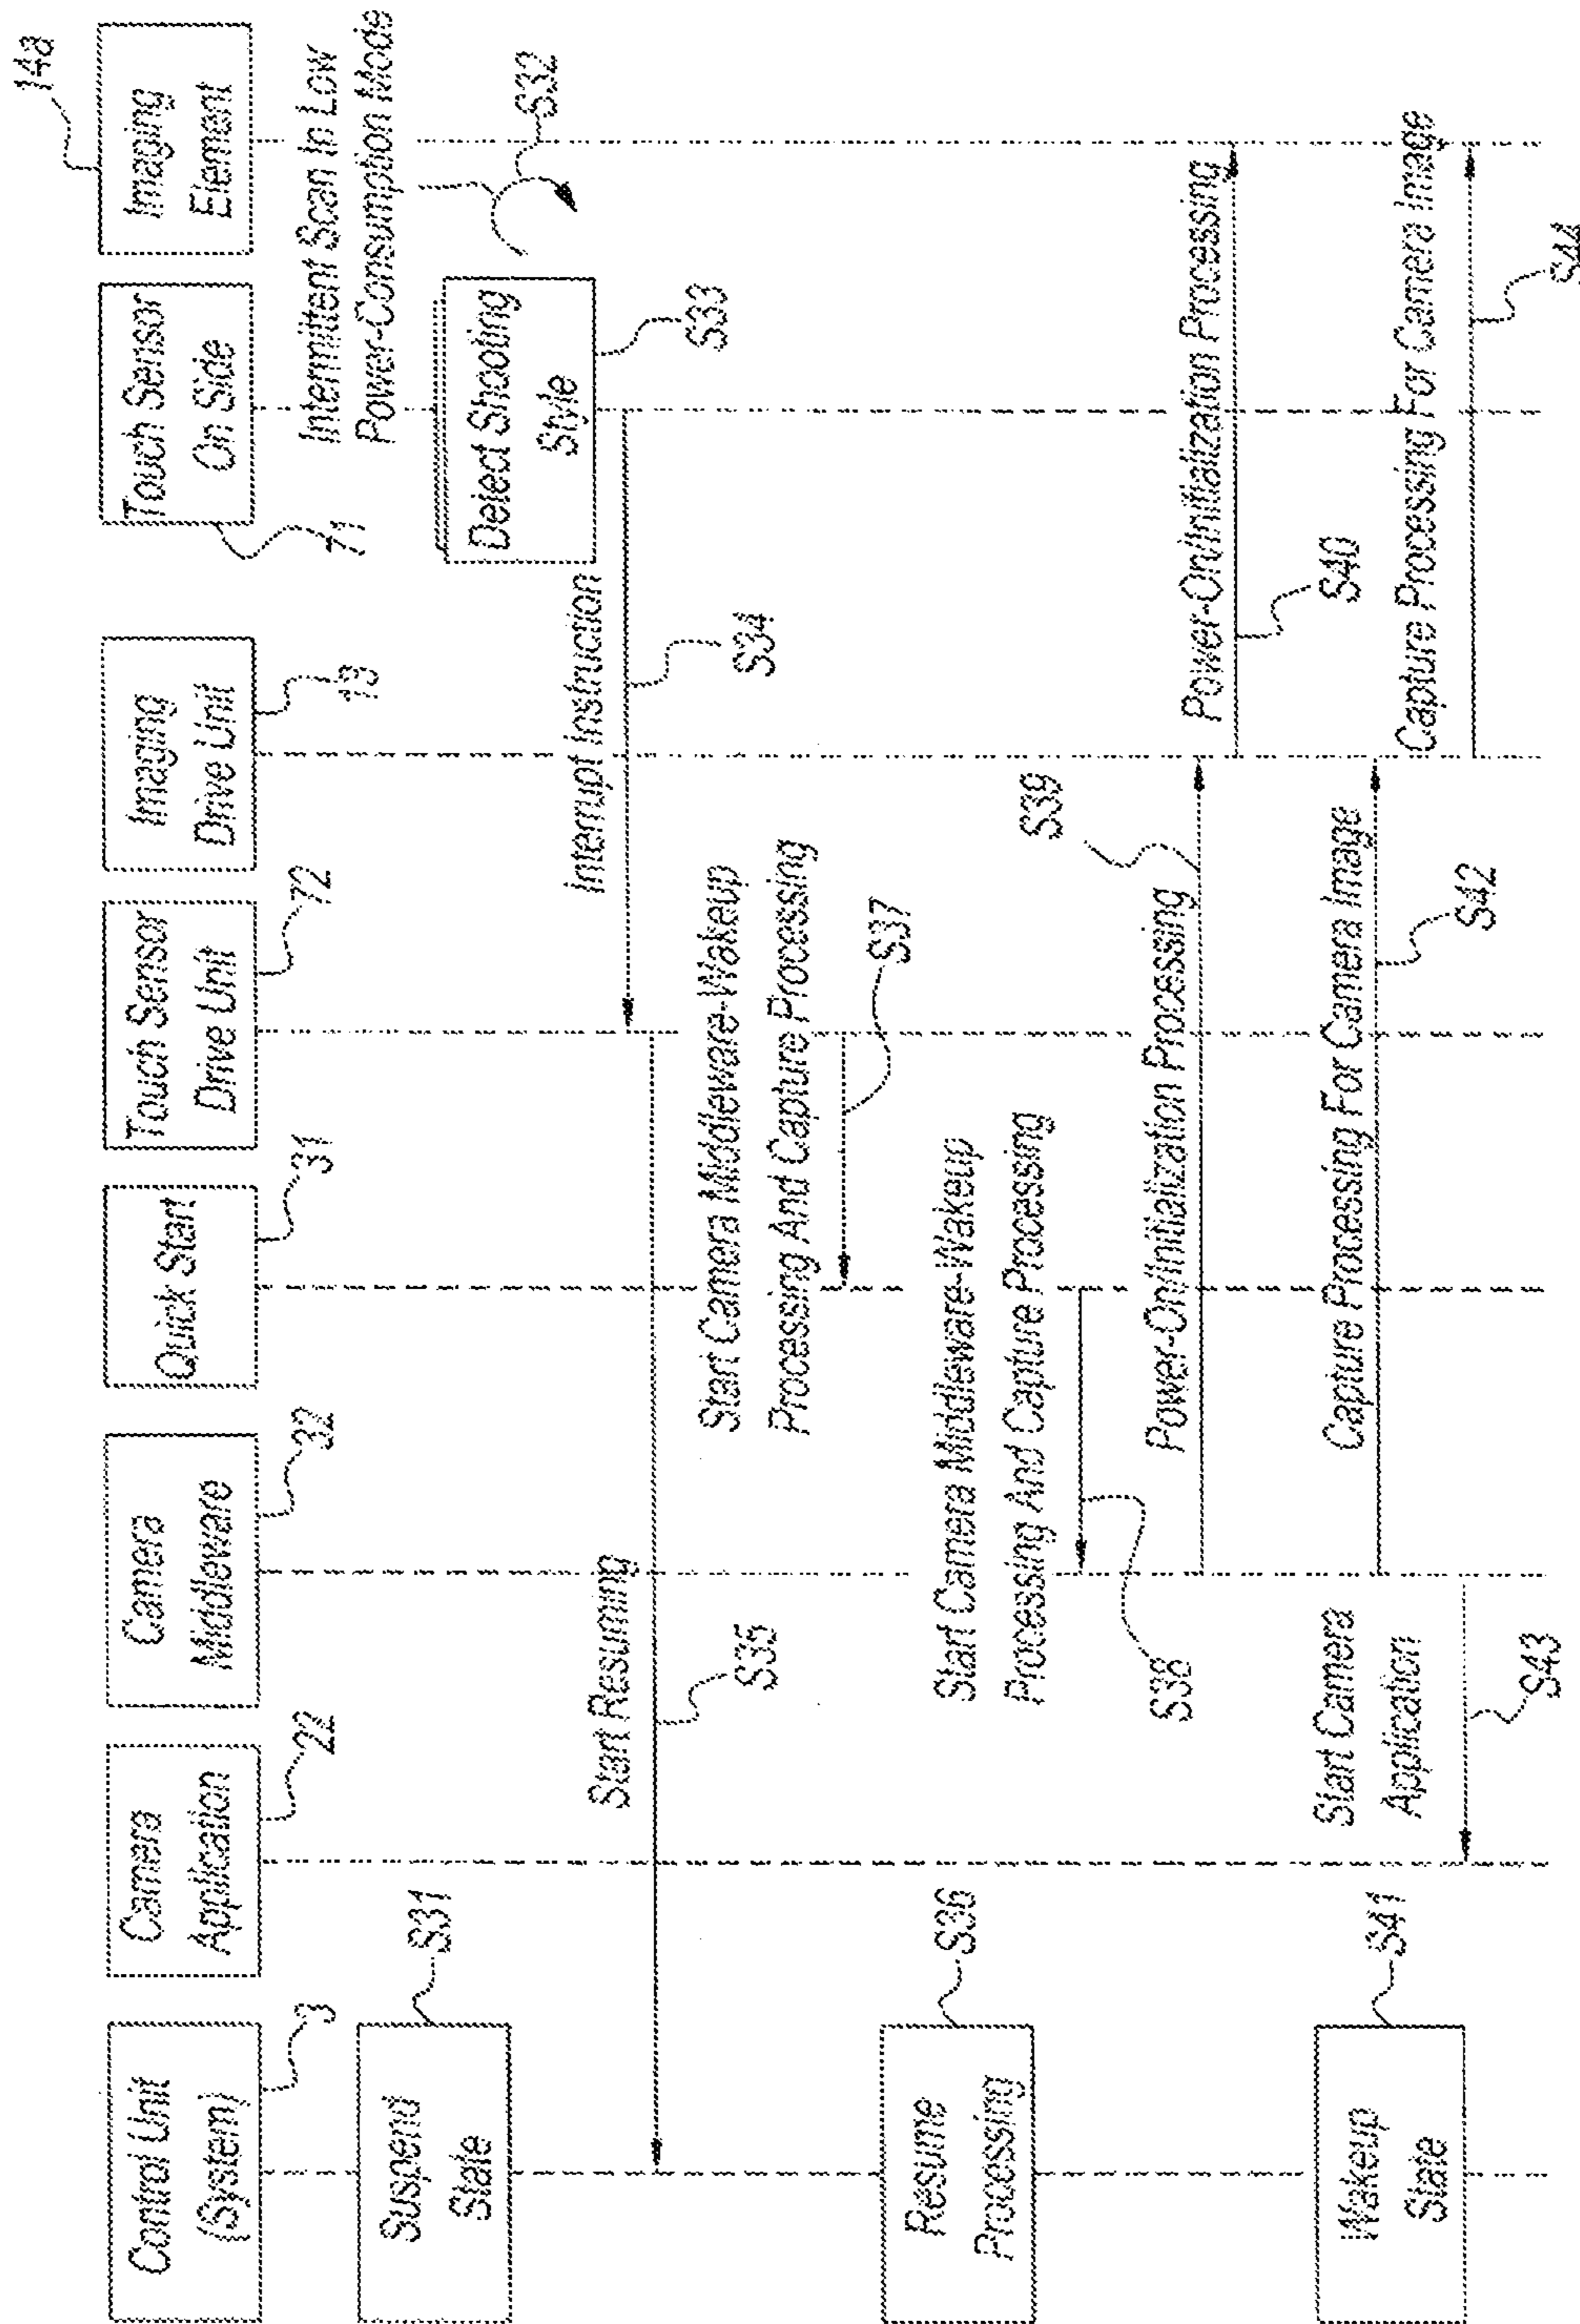 Control Unit
(System)
3
Camera
Application
22
Camera
Middleware
32
Quick Start
31
Touch Sensor
Drive Unit
72
Imaging
Drive Unit
13
Touch Sensor
On Side
71
Imaging
Element
14a
Suspend
State
S31
Intermittent Scan In Low
Power-Consumption Mode
S32
Detect Shooting
Style
S33
Interrupt Instruction
S34
Start Resuming
S35
Resume
Processing
S36
Start Camera Middleware-Wakeup
Processing And Capture Processing
S37
Start Camera Middleware-Wakeup
Processing And Capture Processing
S38
Power-On/Initialization Processing
S39
Power-On/Initialization Processing
S40
Wakeup
State
S41
Capture Processing For Camera Image
S42
Start Camera
Application
S43
Capture Processing For Camera Image
S44